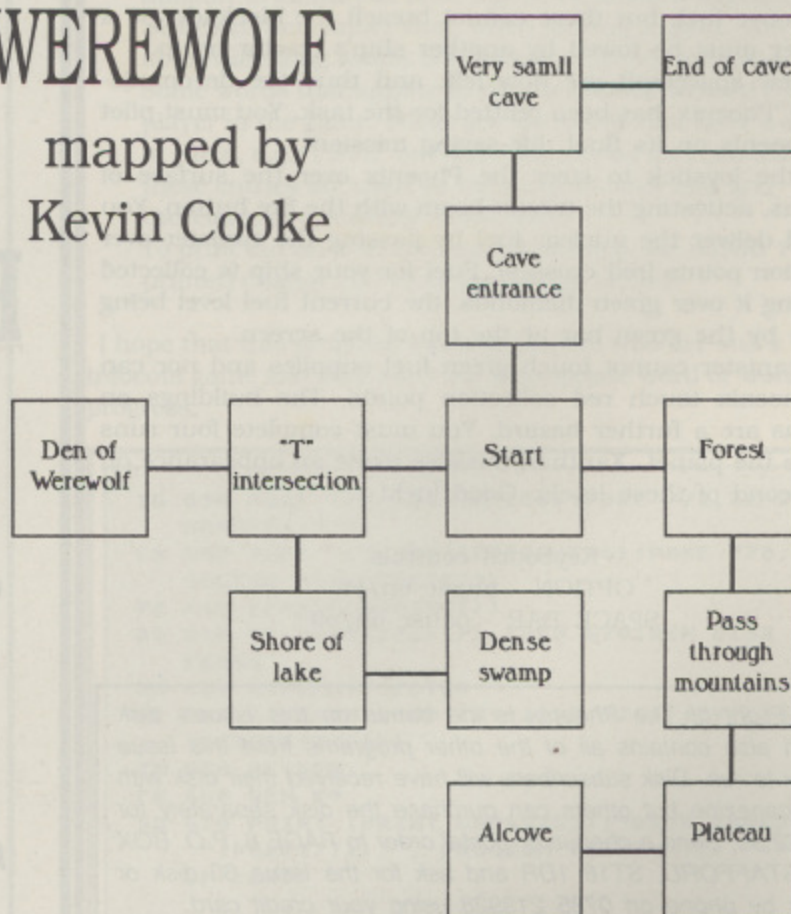 WEREWOLF
mapped by
Kevin Cooke
Very samll
cave
End of cave
Cave
entrance
Den of
Werewolf
"T"
intersection
Start
Forest
Shore of
lake
Dense
swamp
Pass
through
mountains
Alcove
Plateau